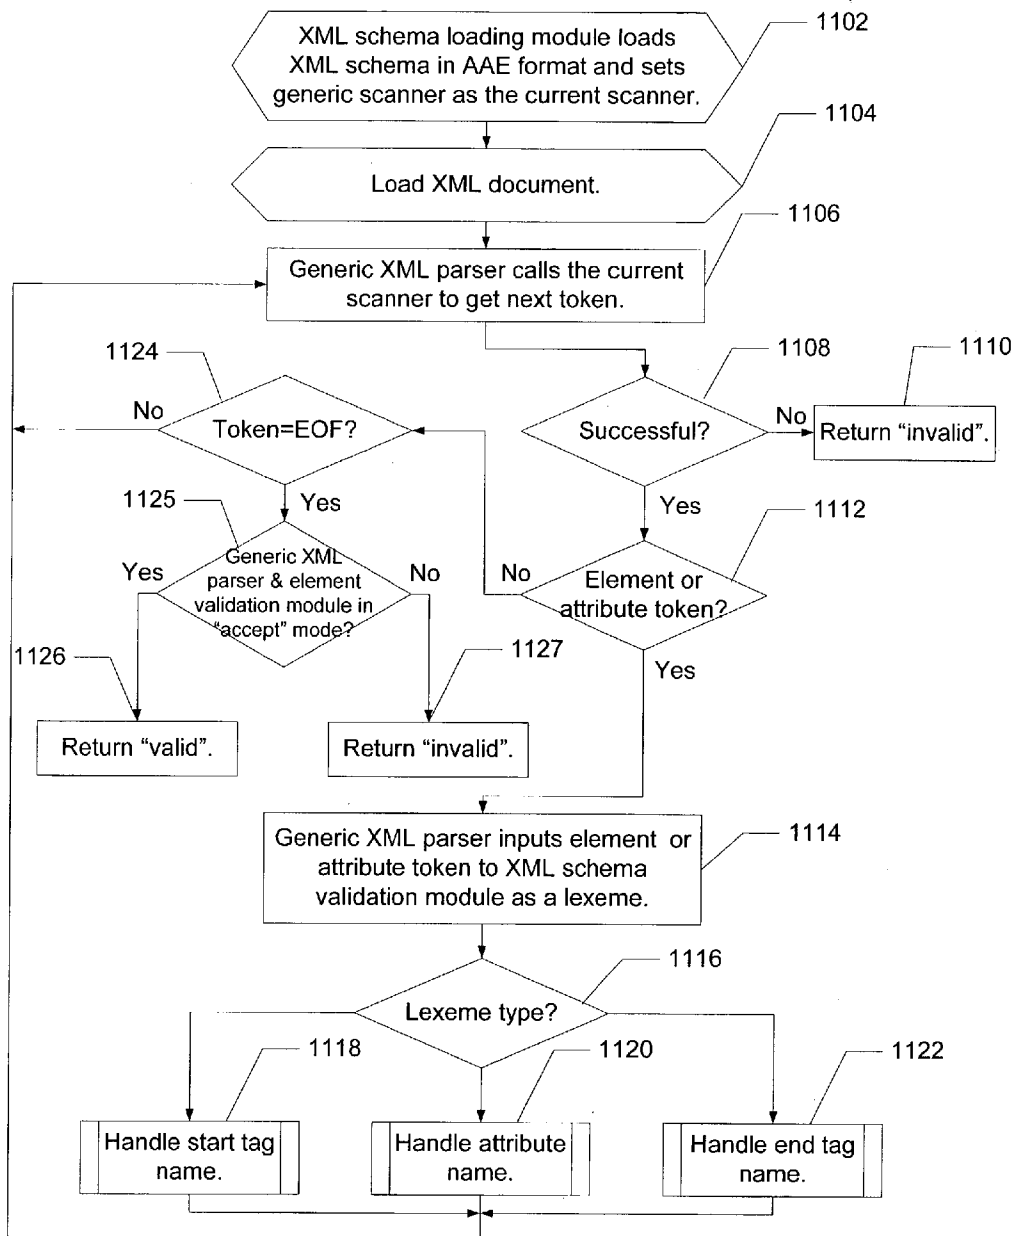 XML schema loading module loads
XML schema in AAE format and sets
generic scanner as the current scanner.
1102
1104
Load XML document.
1106
Generic XML parser calls the current
scanner to get next token.
1124
1108
1110
No
Token=EOF?
Successful?
No
Return “invalid”.
1125
Yes
Yes
1112
Yes
Generic XML
parser & element
validation module in
“accept” mode?
No
No
Element or
attribute token?
1126
1127
Yes
Return “valid”.
Return “invalid”.
Generic XML parser inputs element or
attribute token to XML schema
validation module as a lexeme.
1114
1116
Lexeme type?
1118
1120
1122
Handle start tag
name.
Handle attribute
name.
Handle end tag
name.